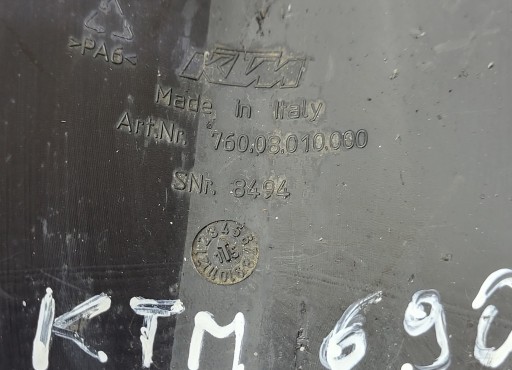 >PA6<
KTM
Made in Italy
Art.Nr. 760.08.010.000
SNr. 8494
KTM 690